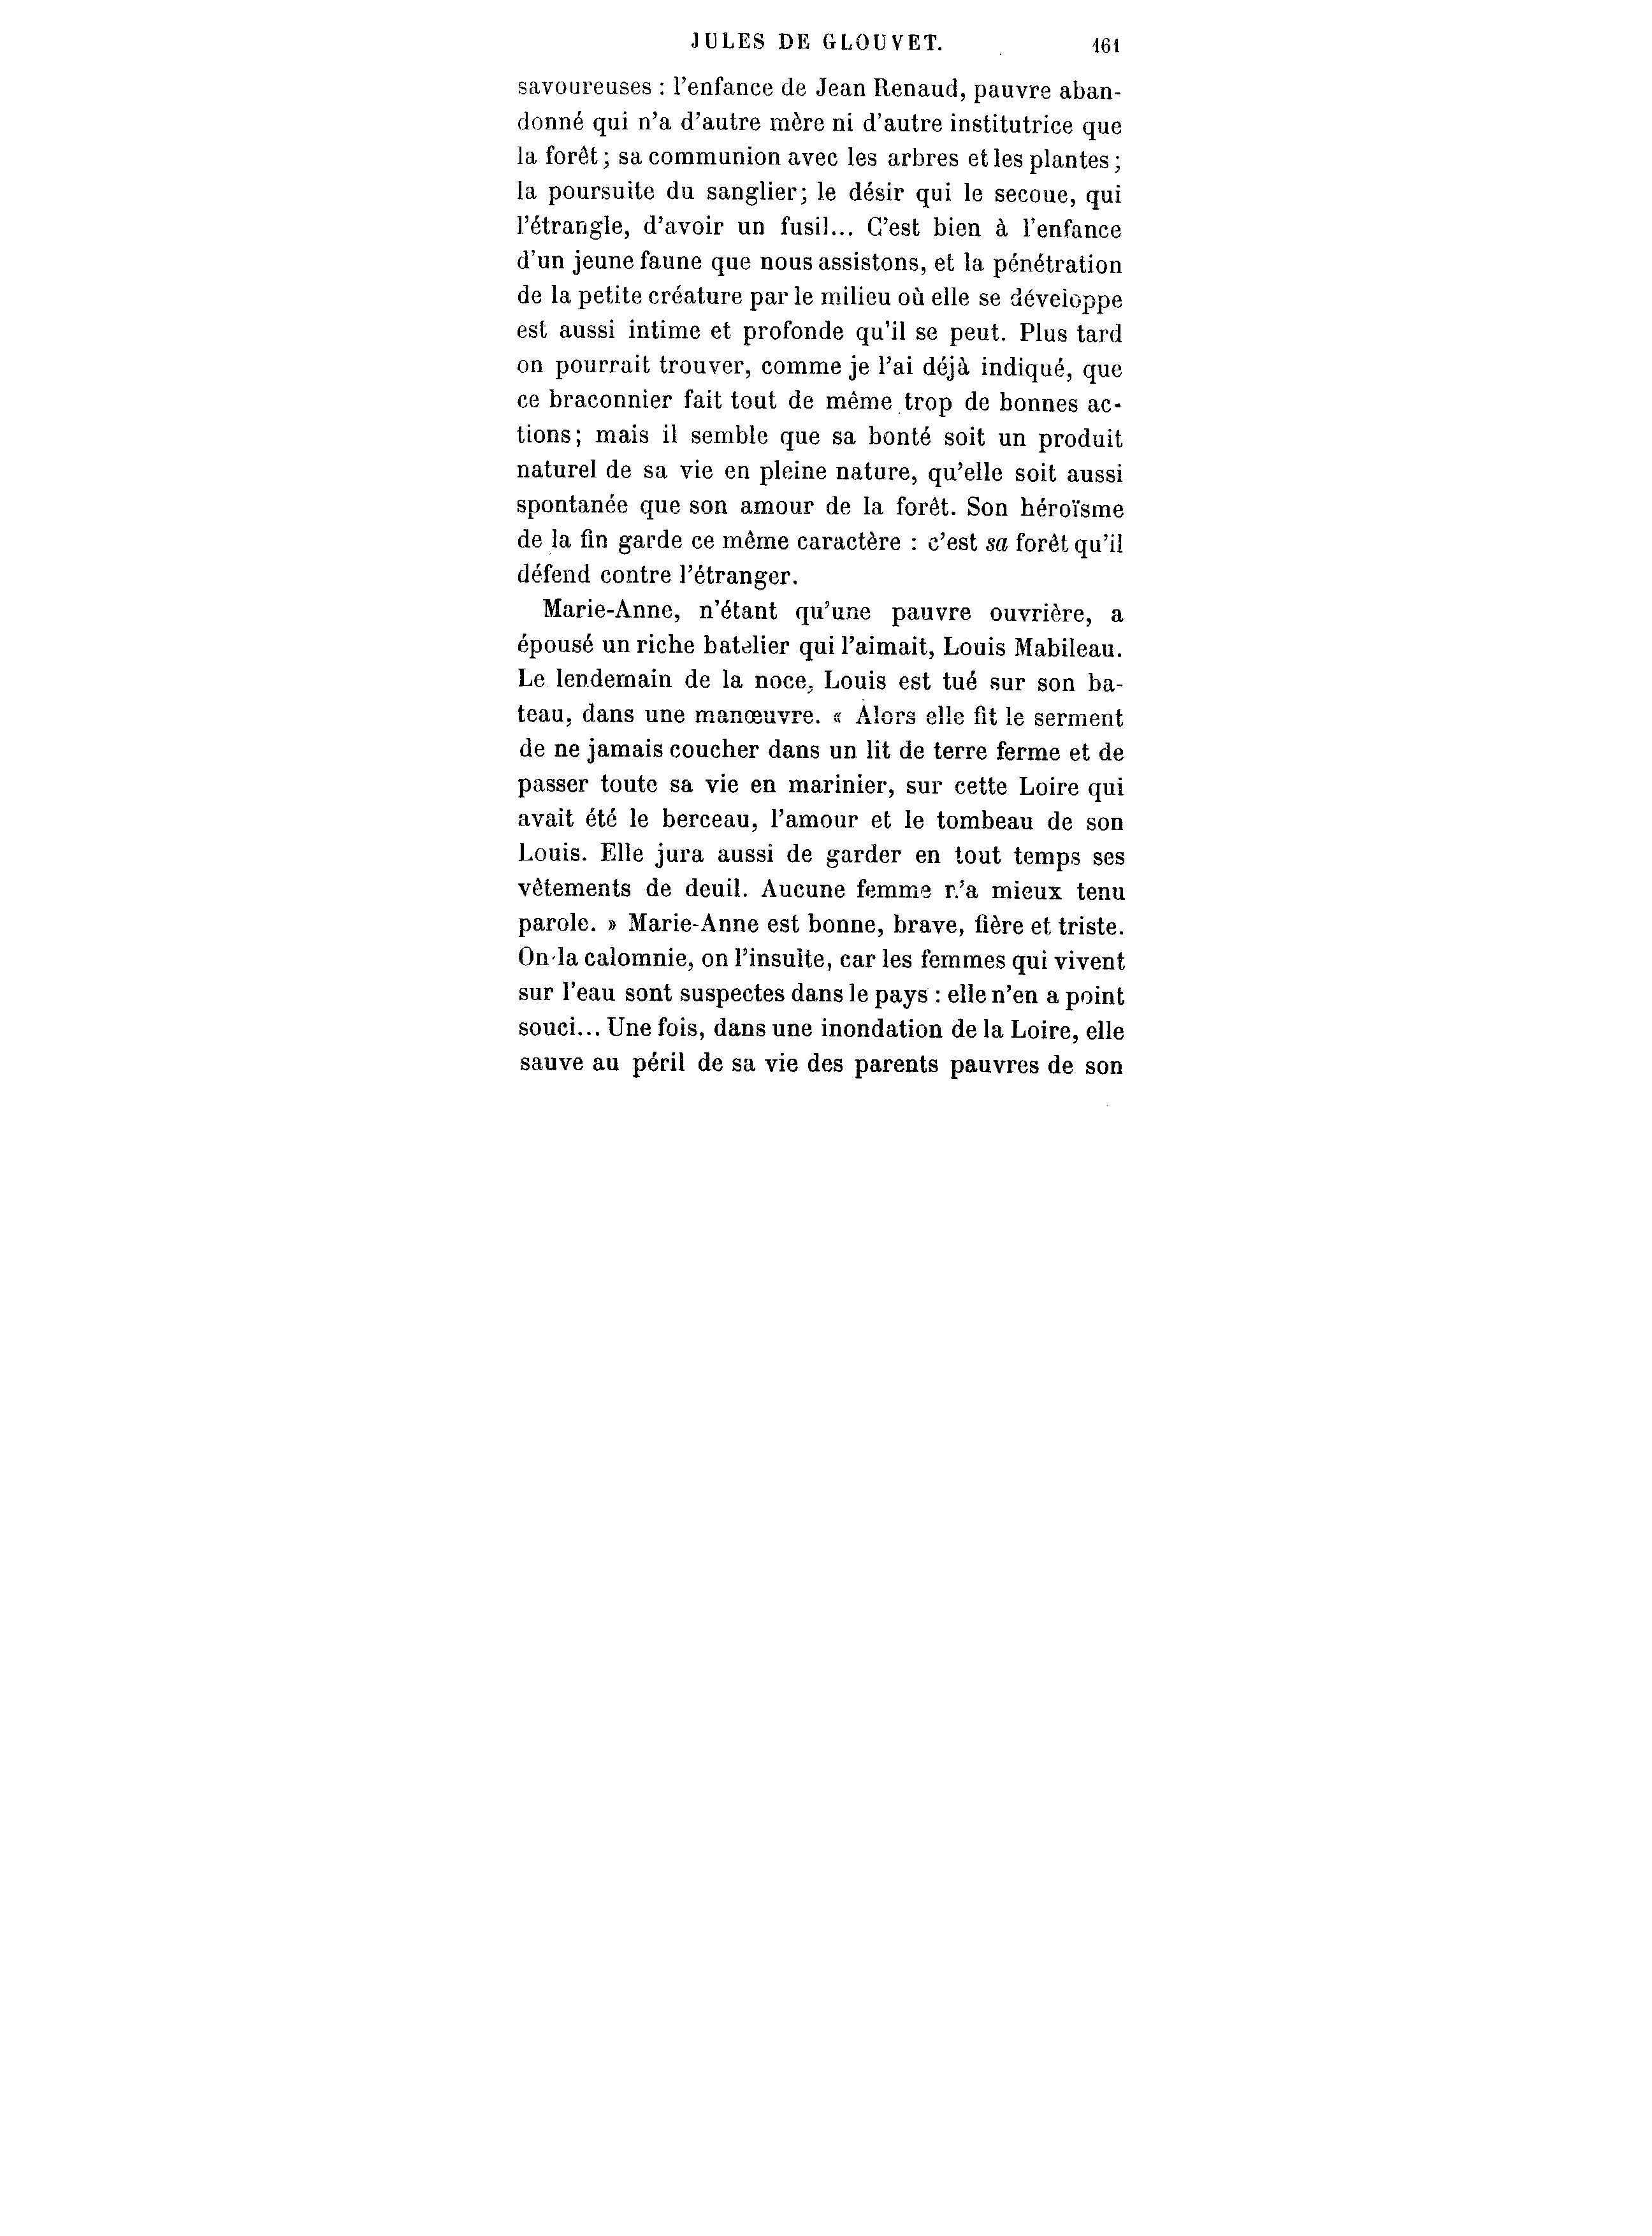 JULES DE GLOUVET. 161
savoureuses : l'enfance de Jean Renaud, pauvre aban-
donné qui n'a d'autre mère ni d'autre institutrice que
la forêt ; sa communion avec les arbres et les plantes ;
la poursuite du sanglier; le désir qui le secoue, qui
l'étrangle, d'avoir un fusil... C'est bien à l'enfance
d'un jeune faune que nous assistons, et la pénétration
de la petite créature par le milieu où elle se développe
est aussi intime et profonde qu'il se peut. Plus tard
on pourrait trouver, comme je l'ai déjà indiqué, que
ce braconnier fait tout de même trop de bonnes ac-
tions; mais il semble que sa bonté soit un produit
naturel de sa vie en pleine nature, qu'elle soit aussi
spontanée que son amour de la forêt. Son héroïsme
de la fin garde ce même caractère : c'est sa forêt qu'il
défend contre l'étranger.
Marie-Anne, n'étant qu'une pauvre ouvrière, a
épousé un riche batelier qui l'aimait, Louis Mabileau.
Le lendemain de la noce, Louis est tué sur son ba-
teau, dans une manœuvre. « Alors elle fit le serment
de ne jamais coucher dans un lit de terre ferme et de
passer toute sa vie en marinier, sur cette Loire qui
avait été le berceau, l'amour et le tombeau de son
Louis. Elle jura aussi de garder en tout temps ses
vêtements de deuil. Aucune femme n'a mieux tenu
parole. » Marie-Anne est bonne, brave, fière et triste.
On la calomnie, on l'insulte, car les femmes qui vivent
sur l'eau sont suspectes dans le pays : elle n'en a point
souci... Une fois, dans une inondation de la Loire, elle
sauve au péril de sa vie des parents pauvres de son